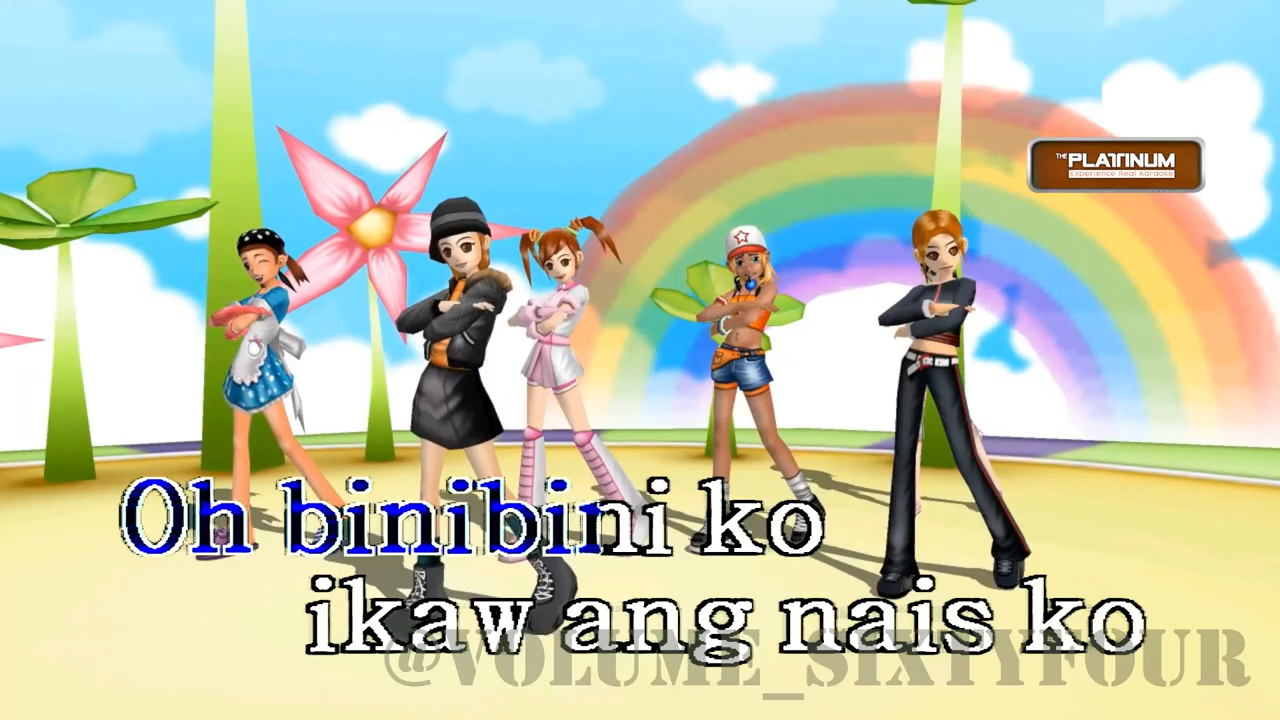 THE PLATINUM
Experience Real Karaoke
Oh binibini ko
ikaw ang nais ko
@VOLUME_SIXTYFOUR